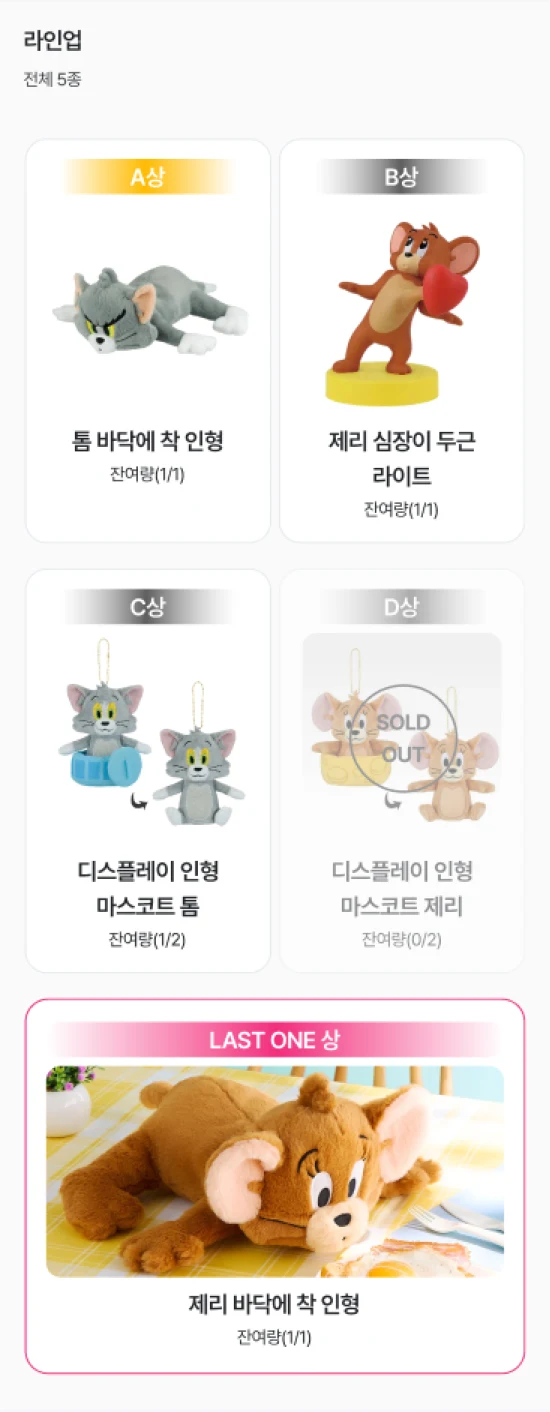 라인업
전체 5종
A상
톰 바닥에 착 인형
잔여량(1/1)
B상
제리 심장이 두근
라이트
잔여량(1/1)
C상
디스플레이 인형
마스코트 톰
잔여량(1/2)
D상
SOLD
OUT
디스플레이 인형
마스코트 제리
잔여량(0/2)
LAST ONE 상
제리 바닥에 착 인형
잔여량(1/1)